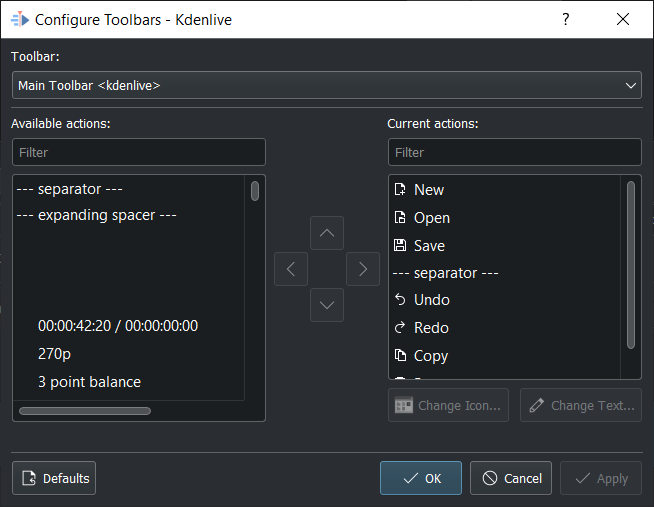 Configure Toolbars - Kdenlive
?
Toolbar:
Main Toolbar <kdenlive>
Available actions:
Filter
--- separator ---
--- expanding spacer ---
00:00:42:20 / 00:00:00:00
270p
3 point balance
Current actions:
Filter
New
Open
Save
--- separator ---
Undo
Redo
Copy
Change Icon...
Change Text...
Defaults
OK
Cancel
Apply